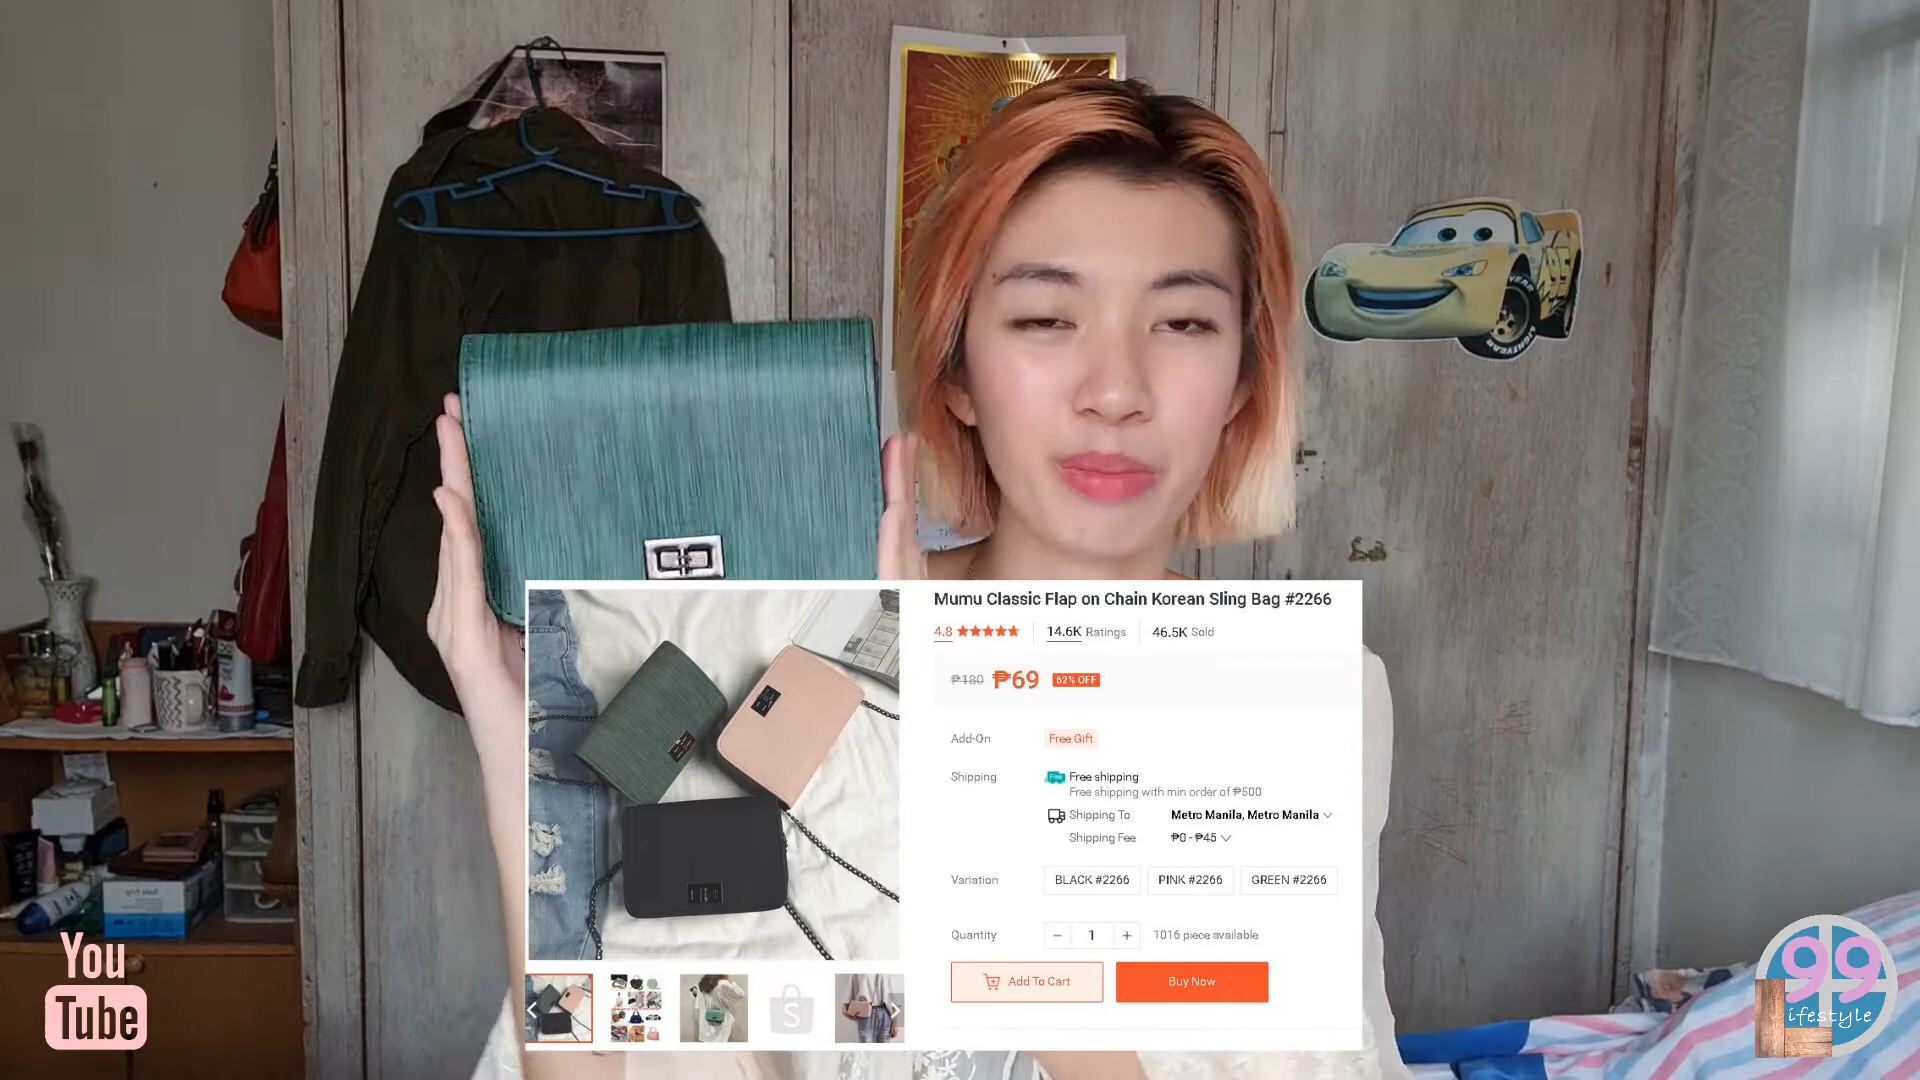 Mumu Classic Flap on Chain Korean Sling Bag #2266
4.8 14.6K Ratings 46.5K Sold
₱180 ₱69 62% OFF
Add-On Free Gift
Shipping Free Free shipping
Free shipping with min order of ₱500
Shipping To Metro Manila, Metro Manila
Shipping Fee ₱0 - ₱45
Variation BLACK #2266 PINK #2266 GREEN #2266
Quantity − 1 + 1016 piece available
Add To Cart Buy Now
S
You
Tube
99
ifestyle
LIGHTYEAR